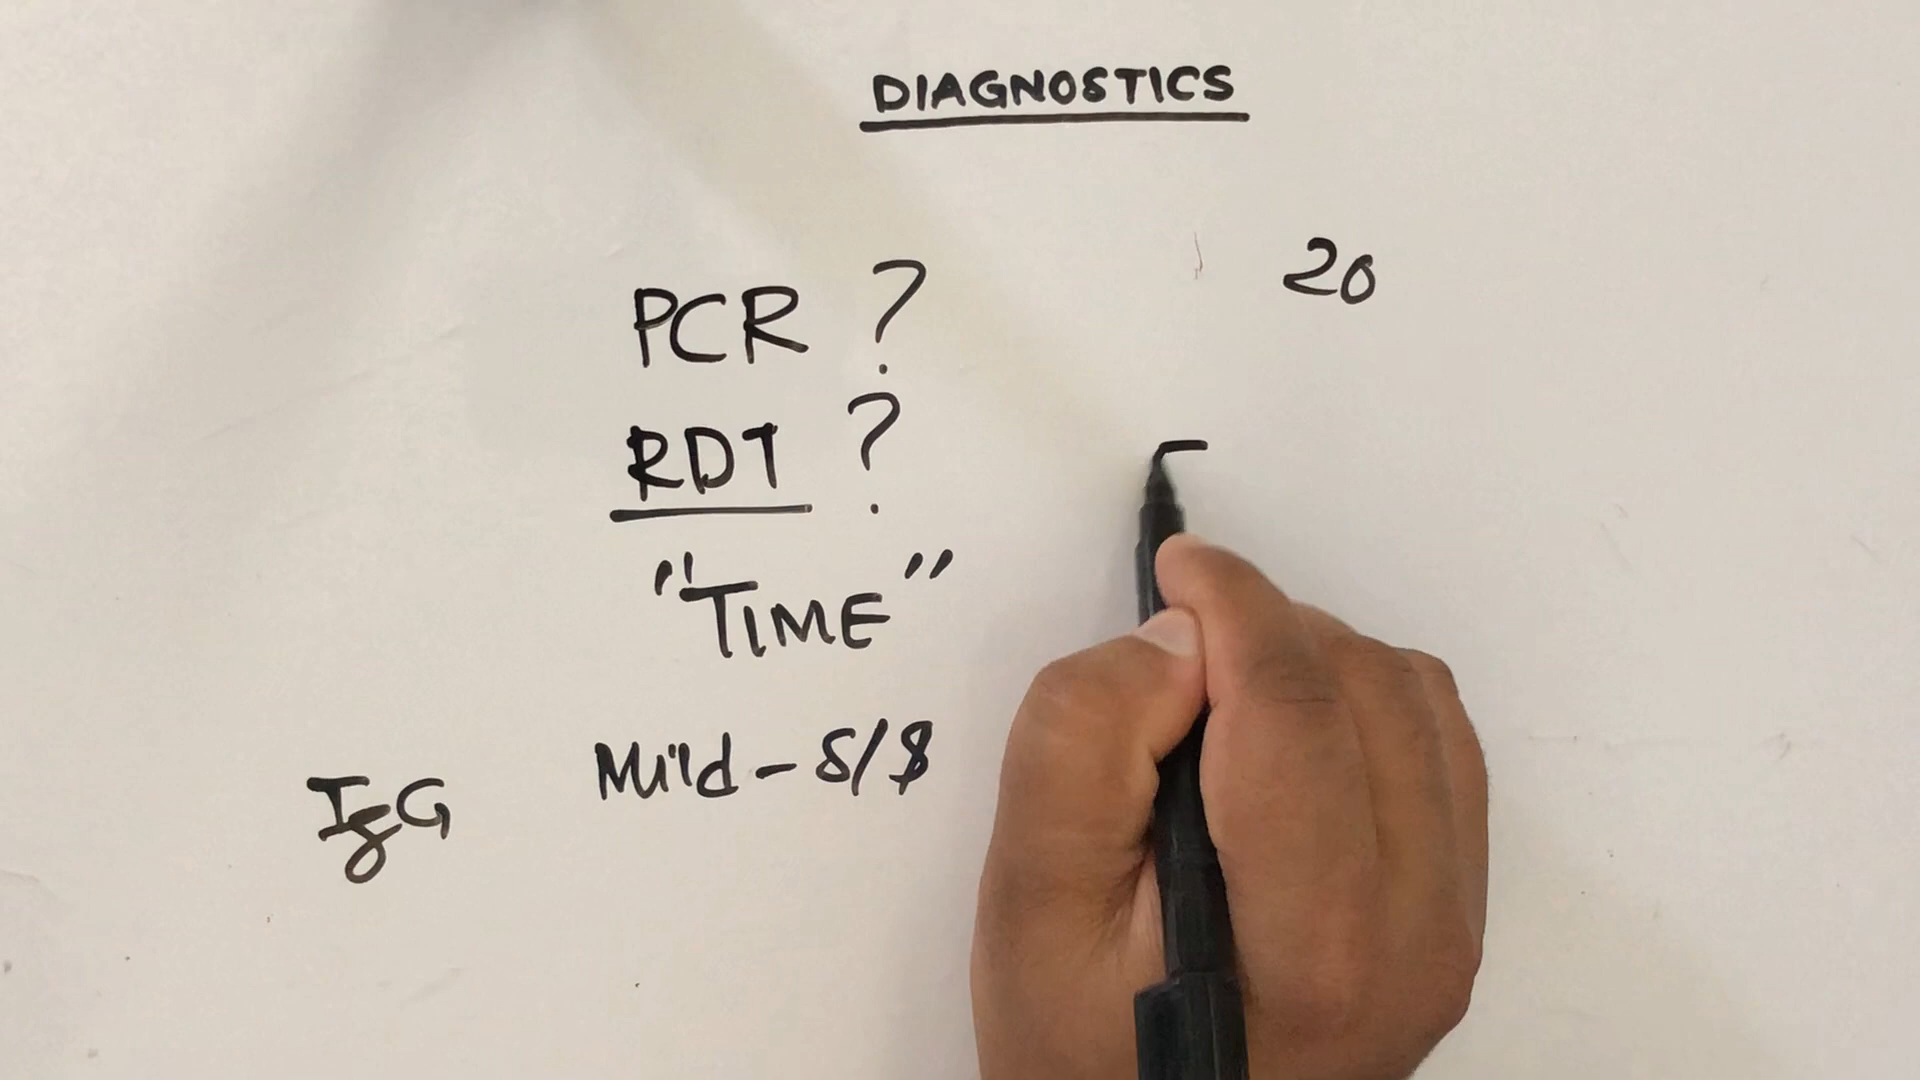 DIAGNOSTICS
PCR ? 20
RDT ?
"TIME"
Mild - S/$
IgG